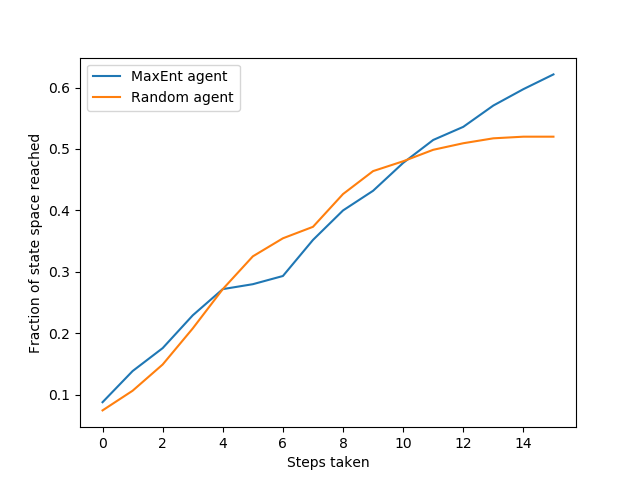 MaxEnt agent
Random agent
Fraction of state space reached
0.6
0.5
0.4
0.3
0.2
0.1
0 2 4 6 8 10 12 14
Steps taken